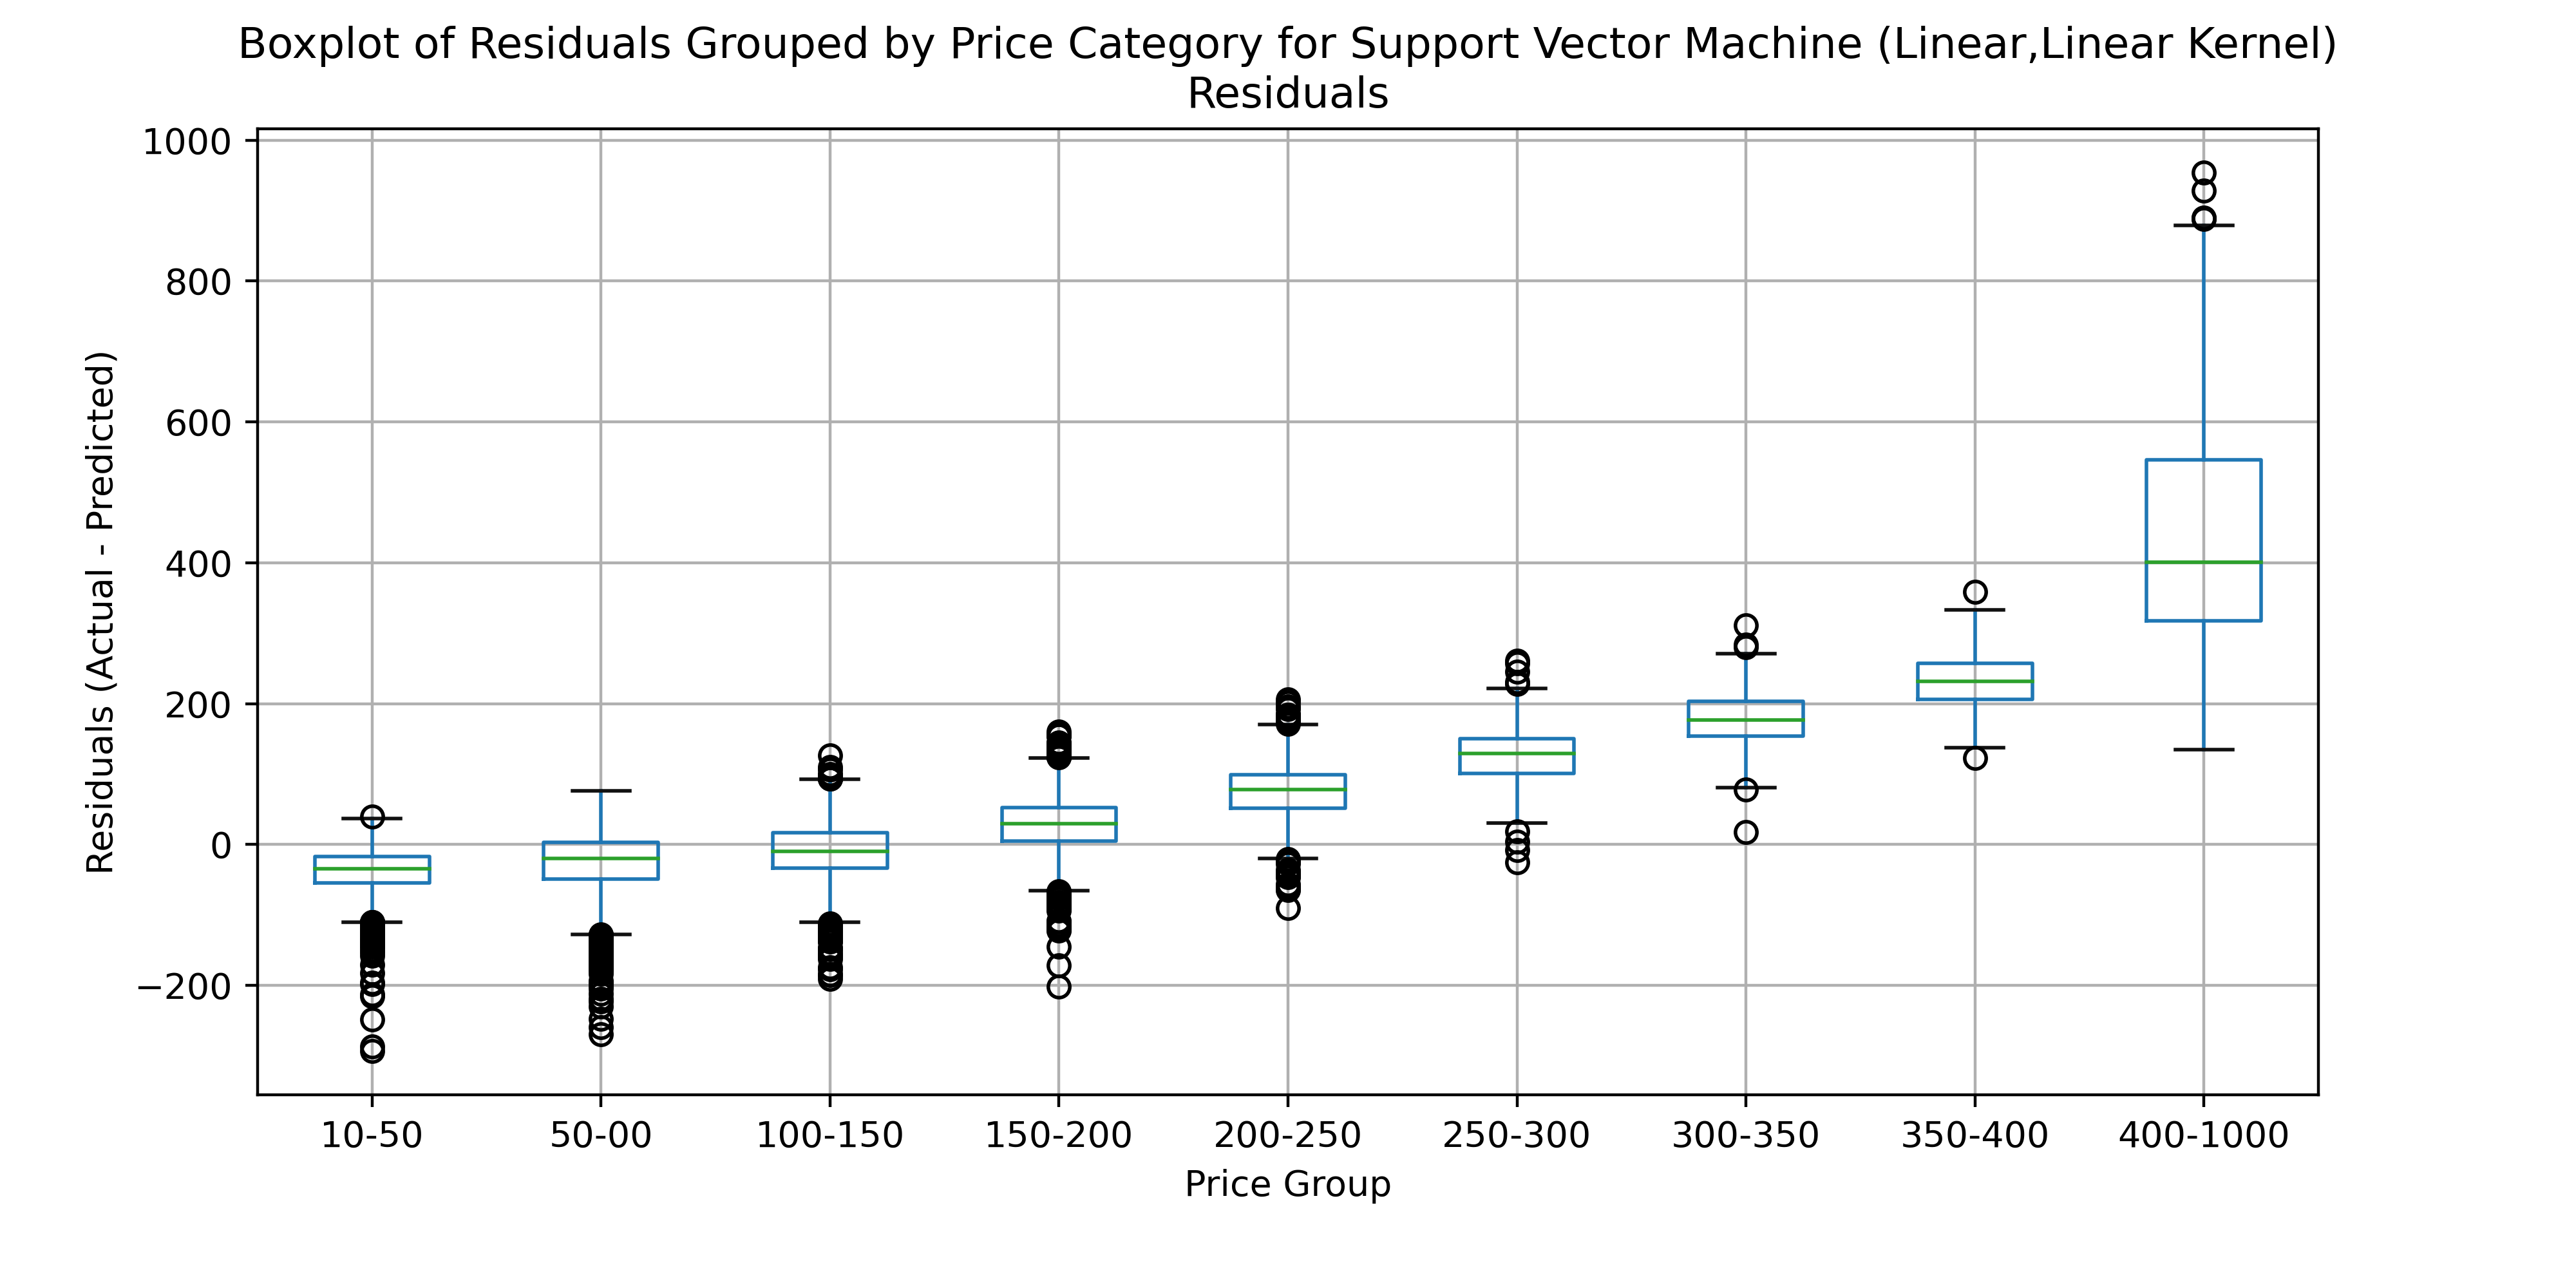 Boxplot of Residuals Grouped by Price Category for Support Vector Machine (Linear,Linear Kernel)
Residuals
1000
800
600
400
200
0
−200
Residuals (Actual - Predicted)
10-50 50-00 100-150 150-200 200-250 250-300 300-350 350-400 400-1000
Price Group